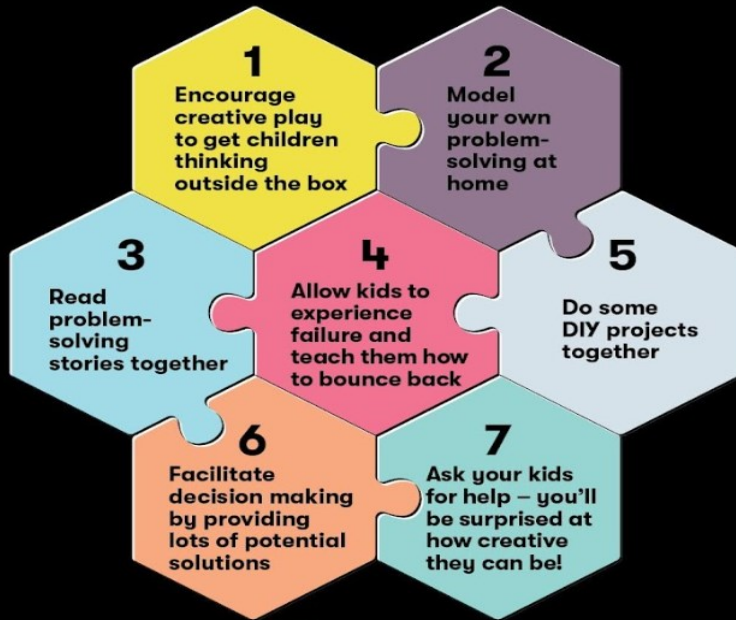 1
Encourage
creative play
to get children
thinking
outside the box
2
Model
your own
problem-
solving at
home
3
Read
problem-
solving
stories together
4
Allow kids to
experience
failure and
teach them how
to bounce back
5
Do some
DIY projects
together
6
Facilitate
decision making
by providing
lots of potential
solutions
7
Ask your kids
for help – you'll
be surprised at
how creative
they can be!